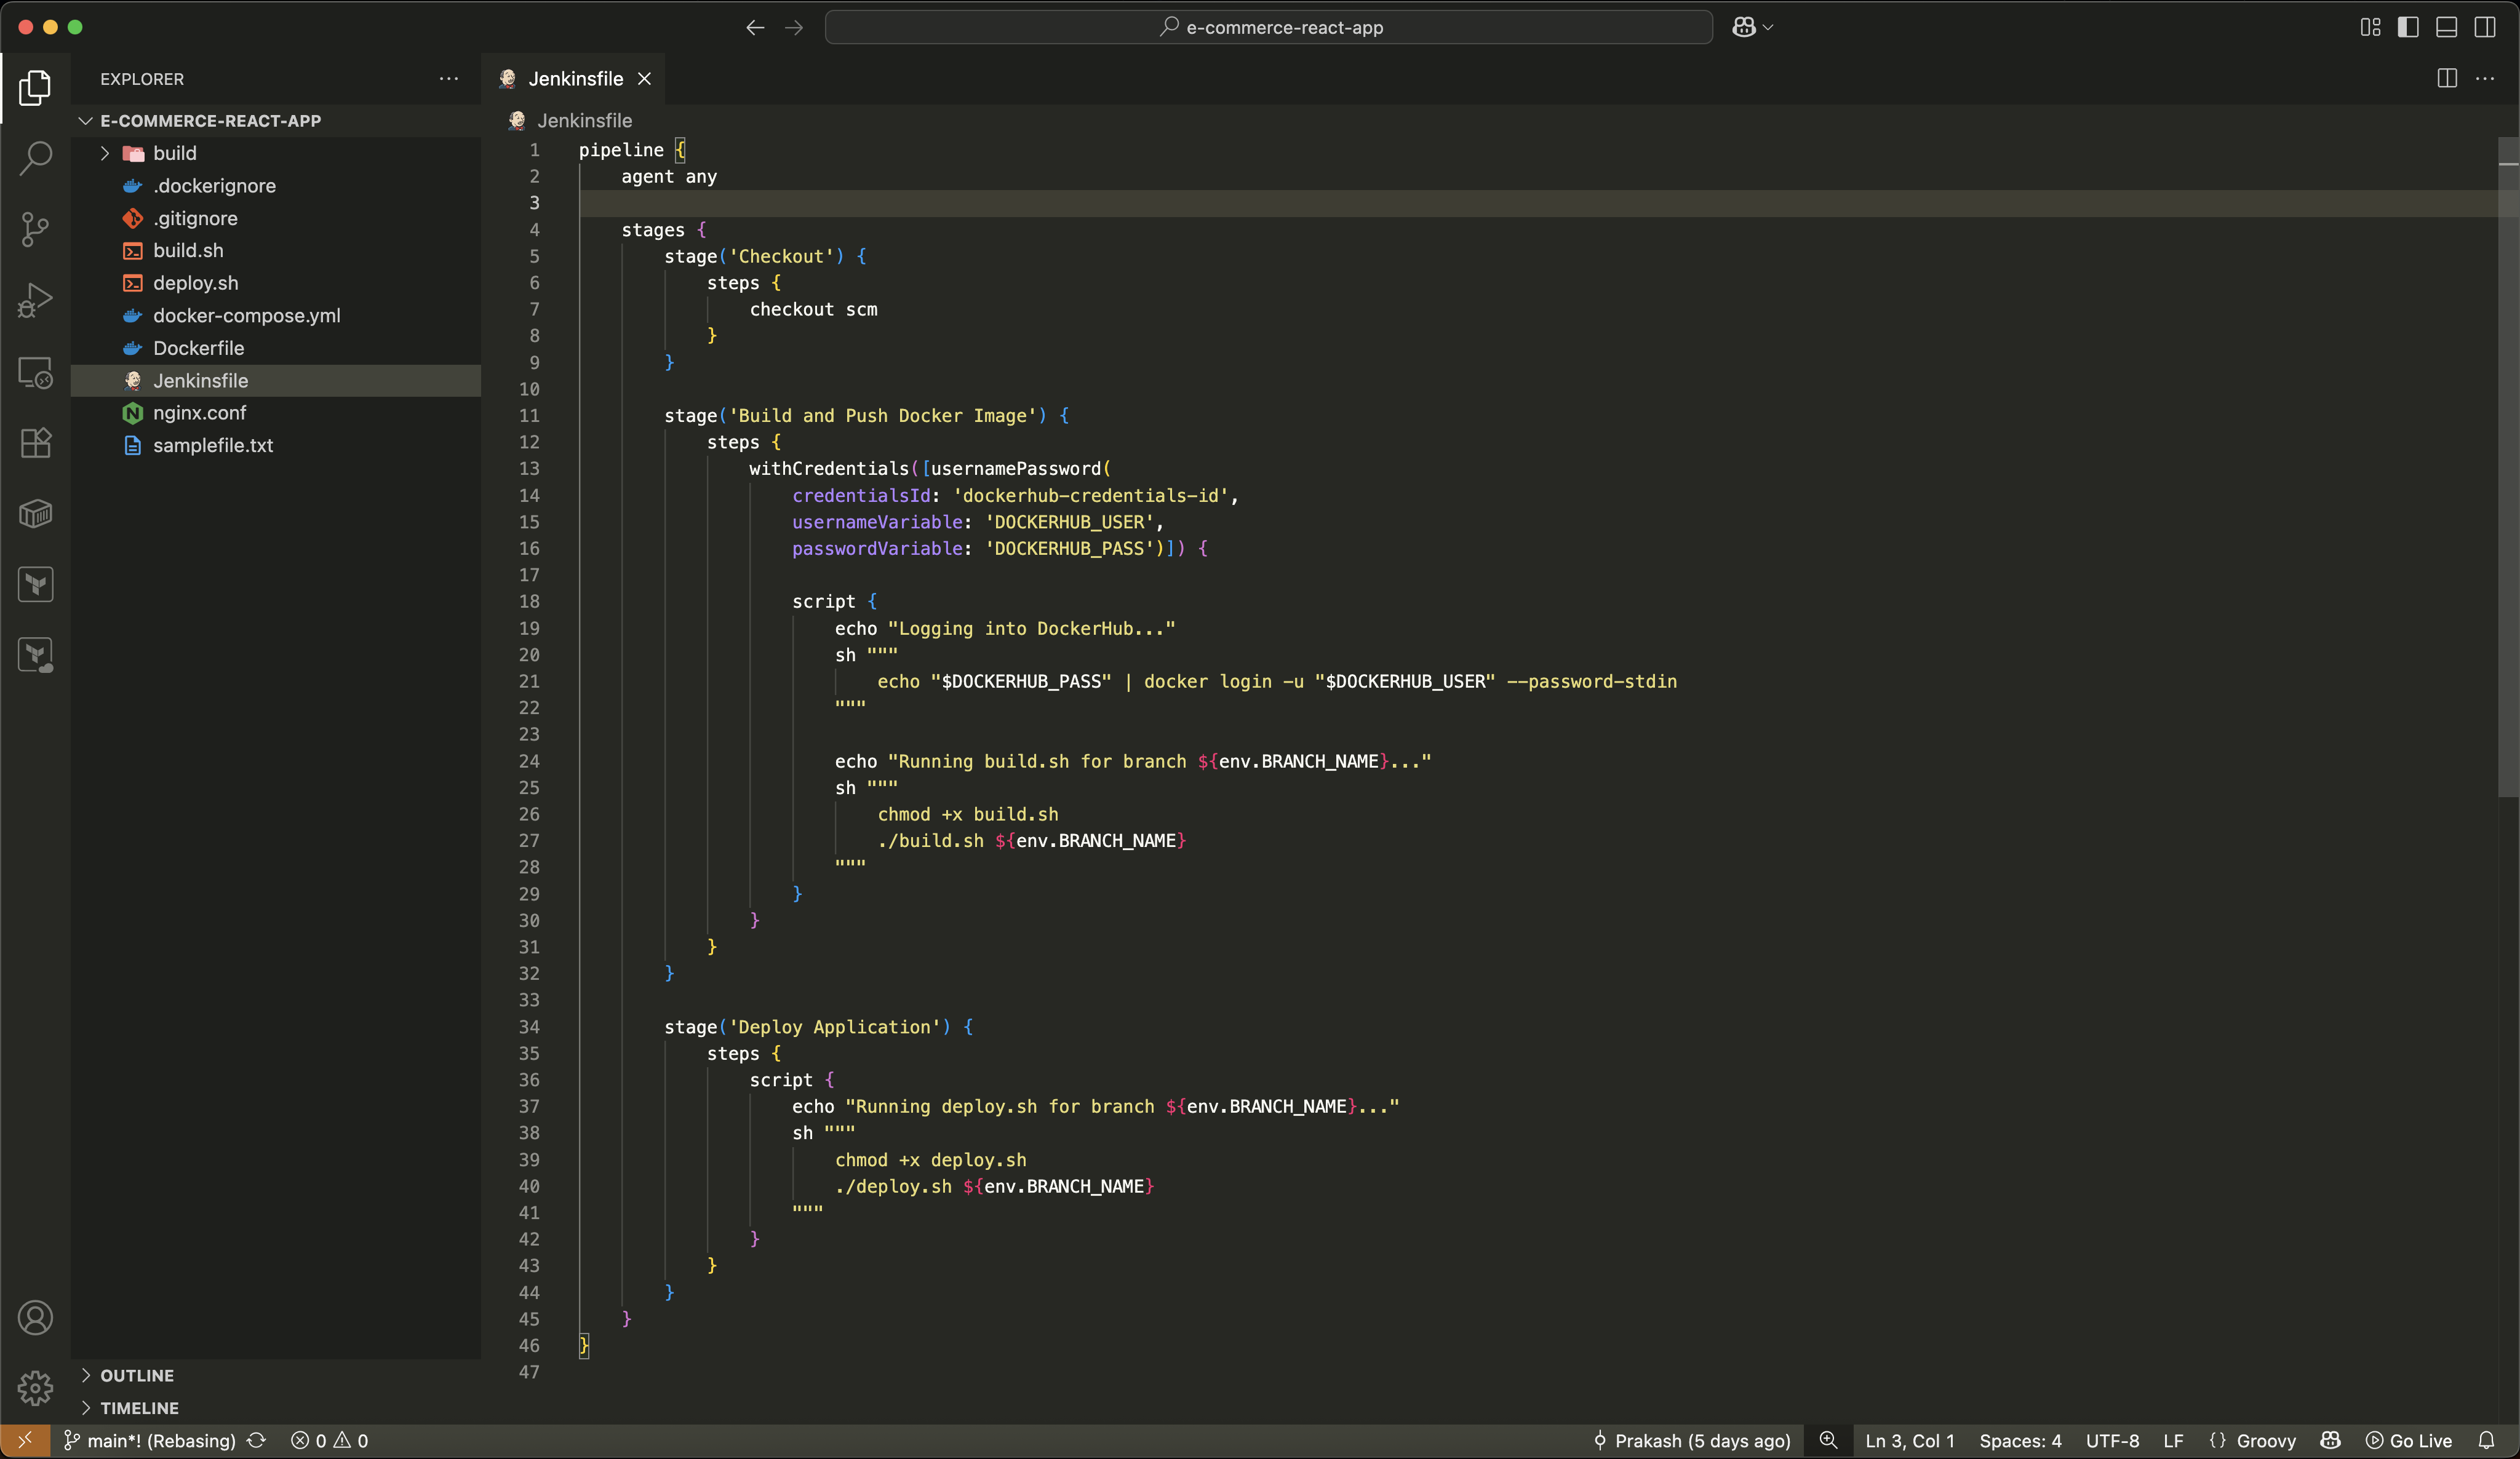 e-commerce-react-app
EXPLORER
Jenkinsfile
E-COMMERCE-REACT-APP
build
.dockerignore
.gitignore
build.sh
deploy.sh
docker-compose.yml
Dockerfile
Jenkinsfile
nginx.conf
samplefile.txt
OUTLINE
TIMELINE
Jenkinsfile
1 pipeline {
2     agent any
3
4     stages {
5         stage('Checkout') {
6             steps {
7                 checkout scm
8             }
9         }
10
11         stage('Build and Push Docker Image') {
12             steps {
13                 withCredentials([usernamePassword(
14                     credentialsId: 'dockerhub-credentials-id',
15                     usernameVariable: 'DOCKERHUB_USER',
16                     passwordVariable: 'DOCKERHUB_PASS')]) {
17
18                     script {
19                         echo "Logging into DockerHub..."
20                         sh """
21                             echo "$DOCKERHUB_PASS" | docker login -u "$DOCKERHUB_USER" --password-stdin
22                         """
23
24                         echo "Running build.sh for branch ${env.BRANCH_NAME}..."
25                         sh """
26                             chmod +x build.sh
27                             ./build.sh ${env.BRANCH_NAME}
28                         """
29                     }
30                 }
31             }
32         }
33
34         stage('Deploy Application') {
35             steps {
36                 script {
37                     echo "Running deploy.sh for branch ${env.BRANCH_NAME}..."
38                     sh """
39                         chmod +x deploy.sh
40                         ./deploy.sh ${env.BRANCH_NAME}
41                     """
42                 }
43             }
44         }
45     }
46 }
47
main*! (Rebasing) 0 0 Prakash (5 days ago) Ln 3, Col 1 Spaces: 4 UTF-8 LF {} Groovy Go Live